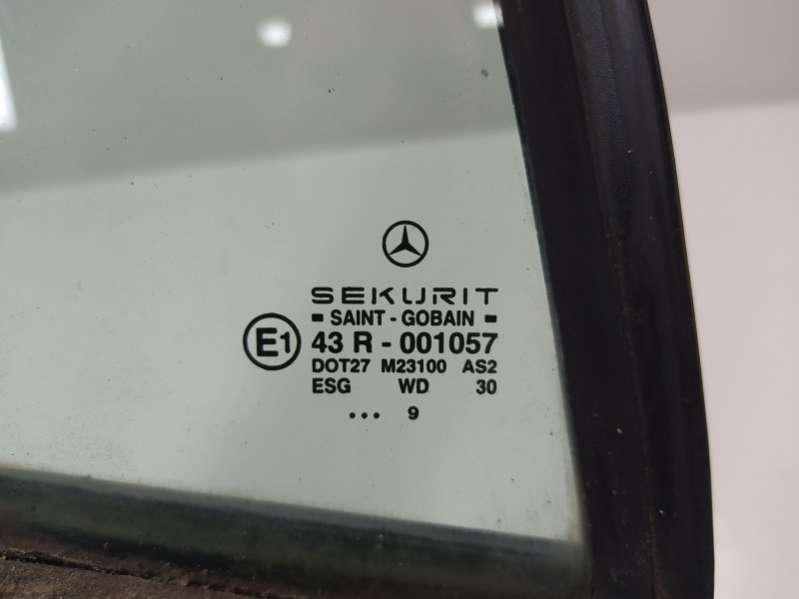 SEKURIT
SAINT - GOBAIN
E1 43 R - 001057
DOT27 M23100 AS2
ESG WD 30
... 9